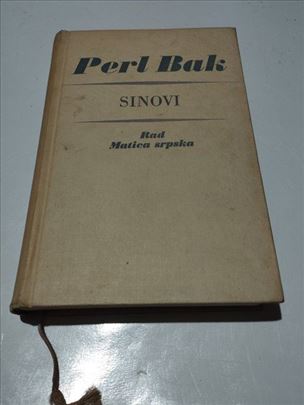 Perl Bak
SINOVI
Rad
Matica srpska